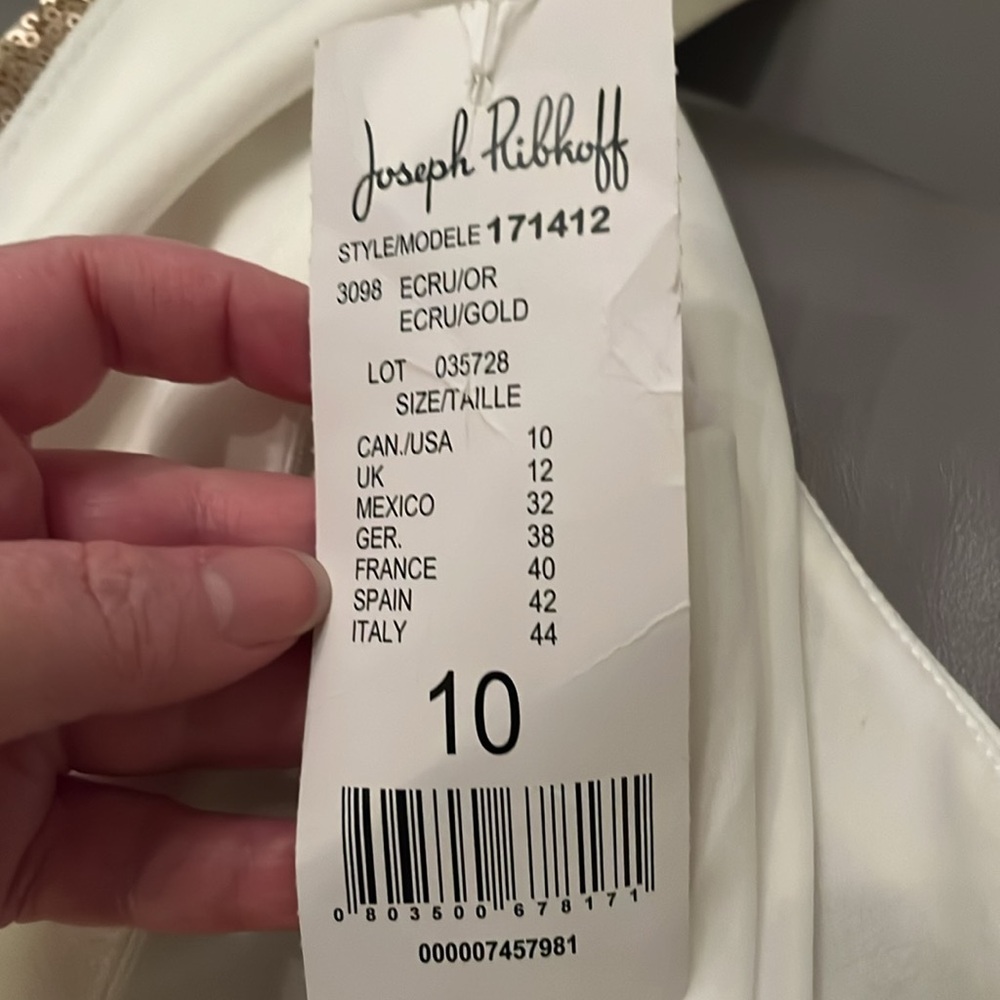 Joseph Ribkoff
STYLE/MODELE 171412
3098 ECRU/OR
ECRU/GOLD
LOT 035728
SIZE/TAILLE
CAN./USA 10
UK 12
MEXICO 32
GER. 38
FRANCE 40
SPAIN 42
ITALY 44
10
0 803500 678171
000007457981